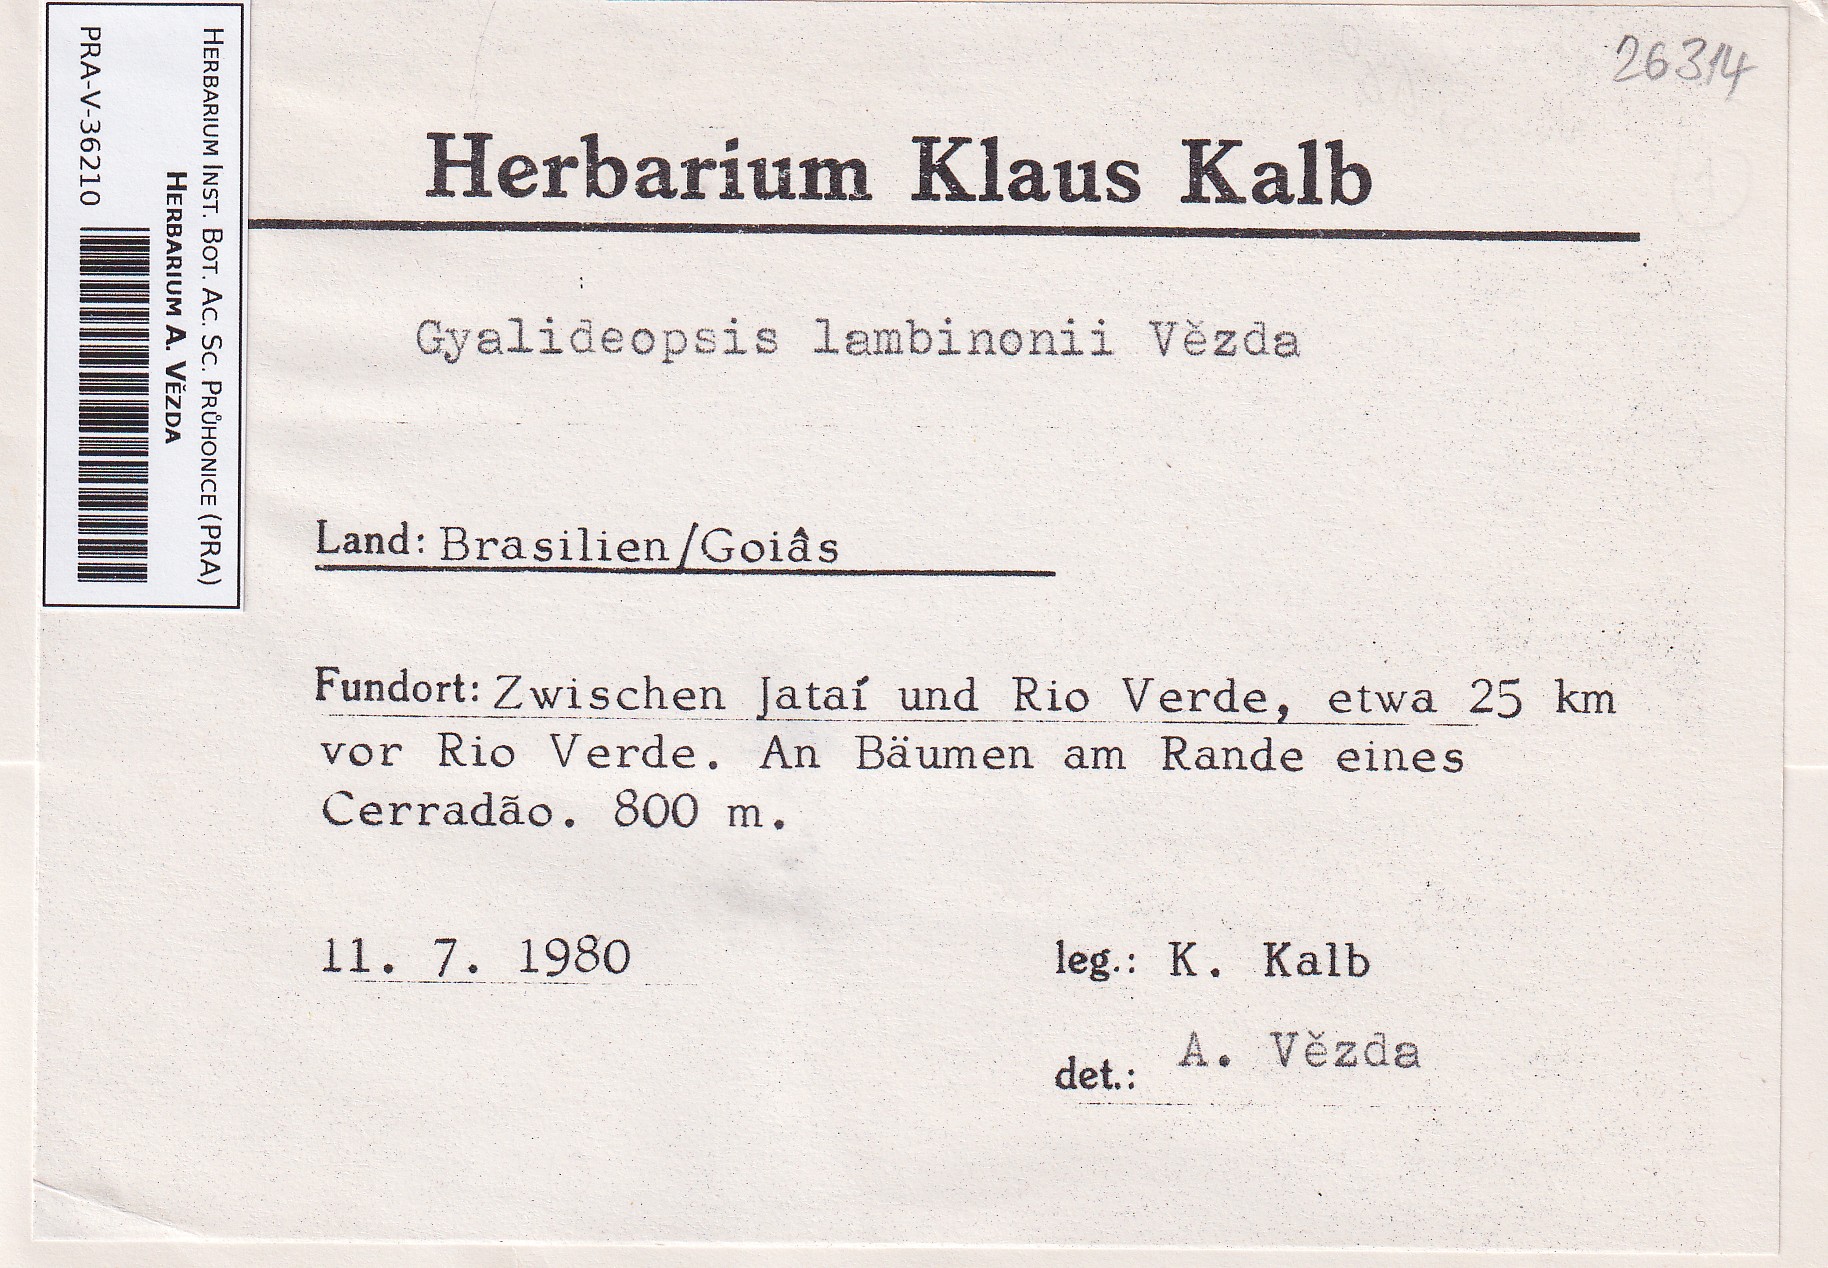 26314
Herbarium Klaus Kalb
Gyalideopsis lambinonii Vězda
Land: Brasilien/Goiâs
Fundort: Zwischen Jataí und Rio Verde, etwa 25 km
vor Rio Verde. An Bäumen am Rande eines
Cerradão. 800 m.
11. 7. 1980
leg.: K. Kalb
det.: A. Vězda
HERBARIUM INST. BOT. AC. SC. PRŮHONICE (PRA)
HERBARIUM A. VĚZDA
PRA-V-36210